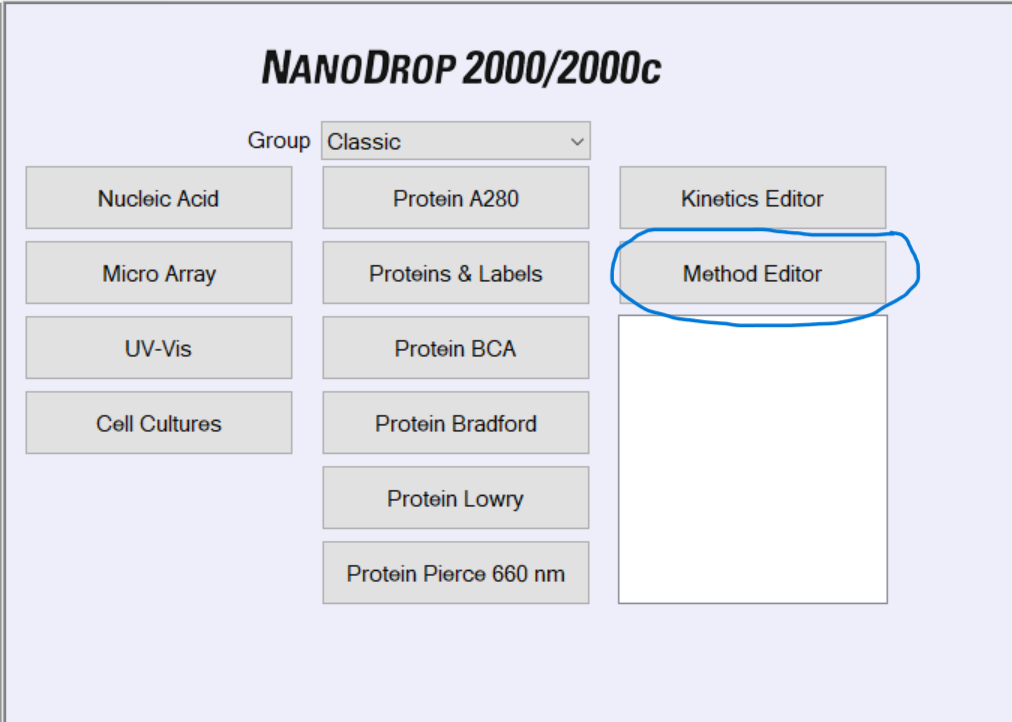 NANODROP 2000/2000c
Group Classic
Nucleic Acid Protein A280 Kinetics Editor
Micro Array Proteins & Labels Method Editor
UV-Vis Protein BCA
Cell Cultures Protein Bradford
Protein Lowry
Protein Pierce 660 nm